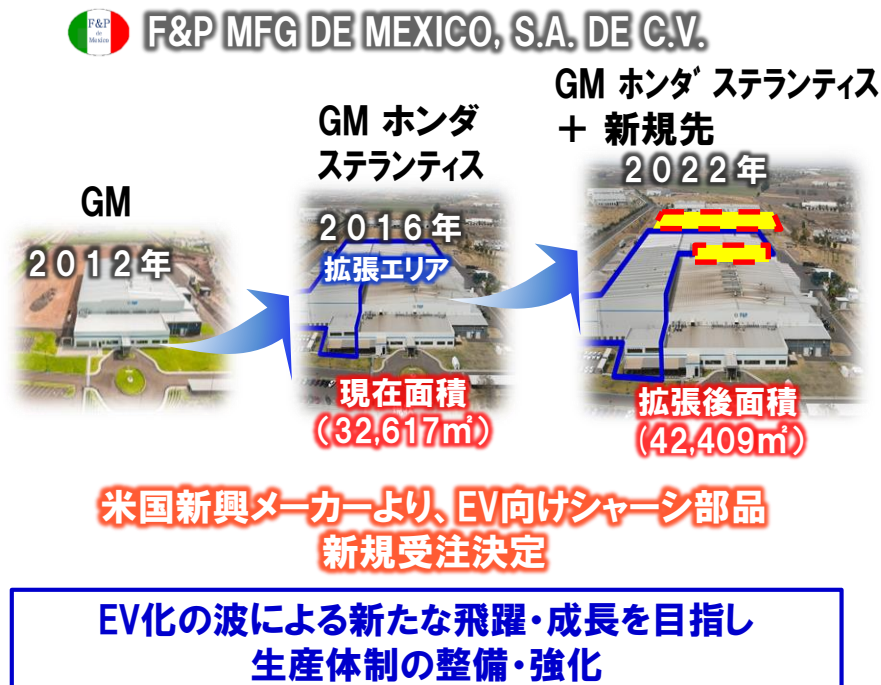 F&P
de
Mexico
F&P MFG DE MEXICO, S.A. DE C.V.
GM
2012年
GM ホンダ
ステランティス
2016年
拡張エリア
現在面積
（32,617㎡）
GM ホンダ ステランティス
＋ 新規先
2022年
拡張後面積
（42,409㎡）
米国新興メーカーより、EV向けシャーシ部品
新規受注決定
EV化の波による新たな飛躍・成長を目指し
生産体制の整備・強化